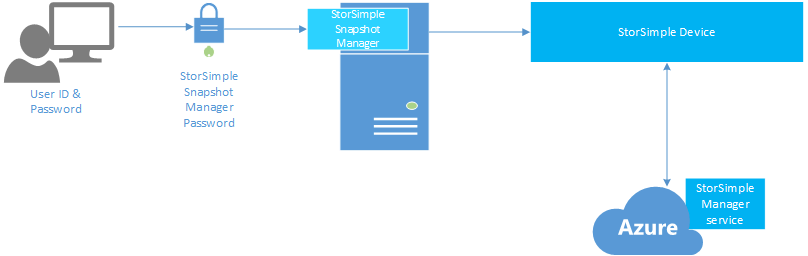 User ID &
Password
StorSimple
Snapshot
Manager
Password
StorSimple
Snapshot
Manager
StorSimple Device
Azure
StorSimple
Manager
service